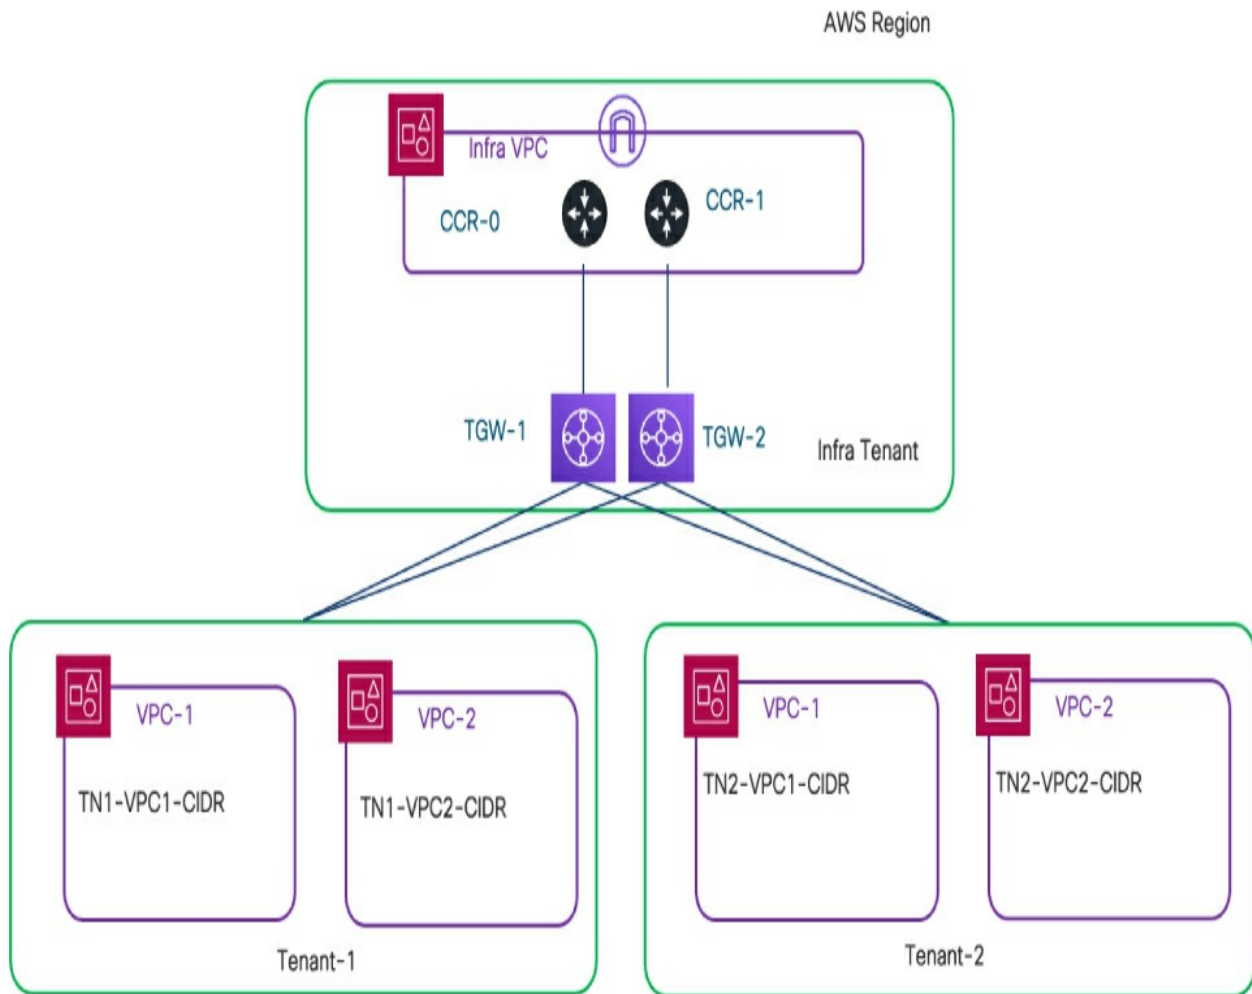 AWS Region
Infra VPC
CCR-0
CCR-1
TGW-1
TGW-2
Infra Tenant
VPC-1
TN1-VPC1-CIDR
VPC-2
TN1-VPC2-CIDR
Tenant-1
VPC-1
TN2-VPC1-CIDR
VPC-2
TN2-VPC2-CIDR
Tenant-2